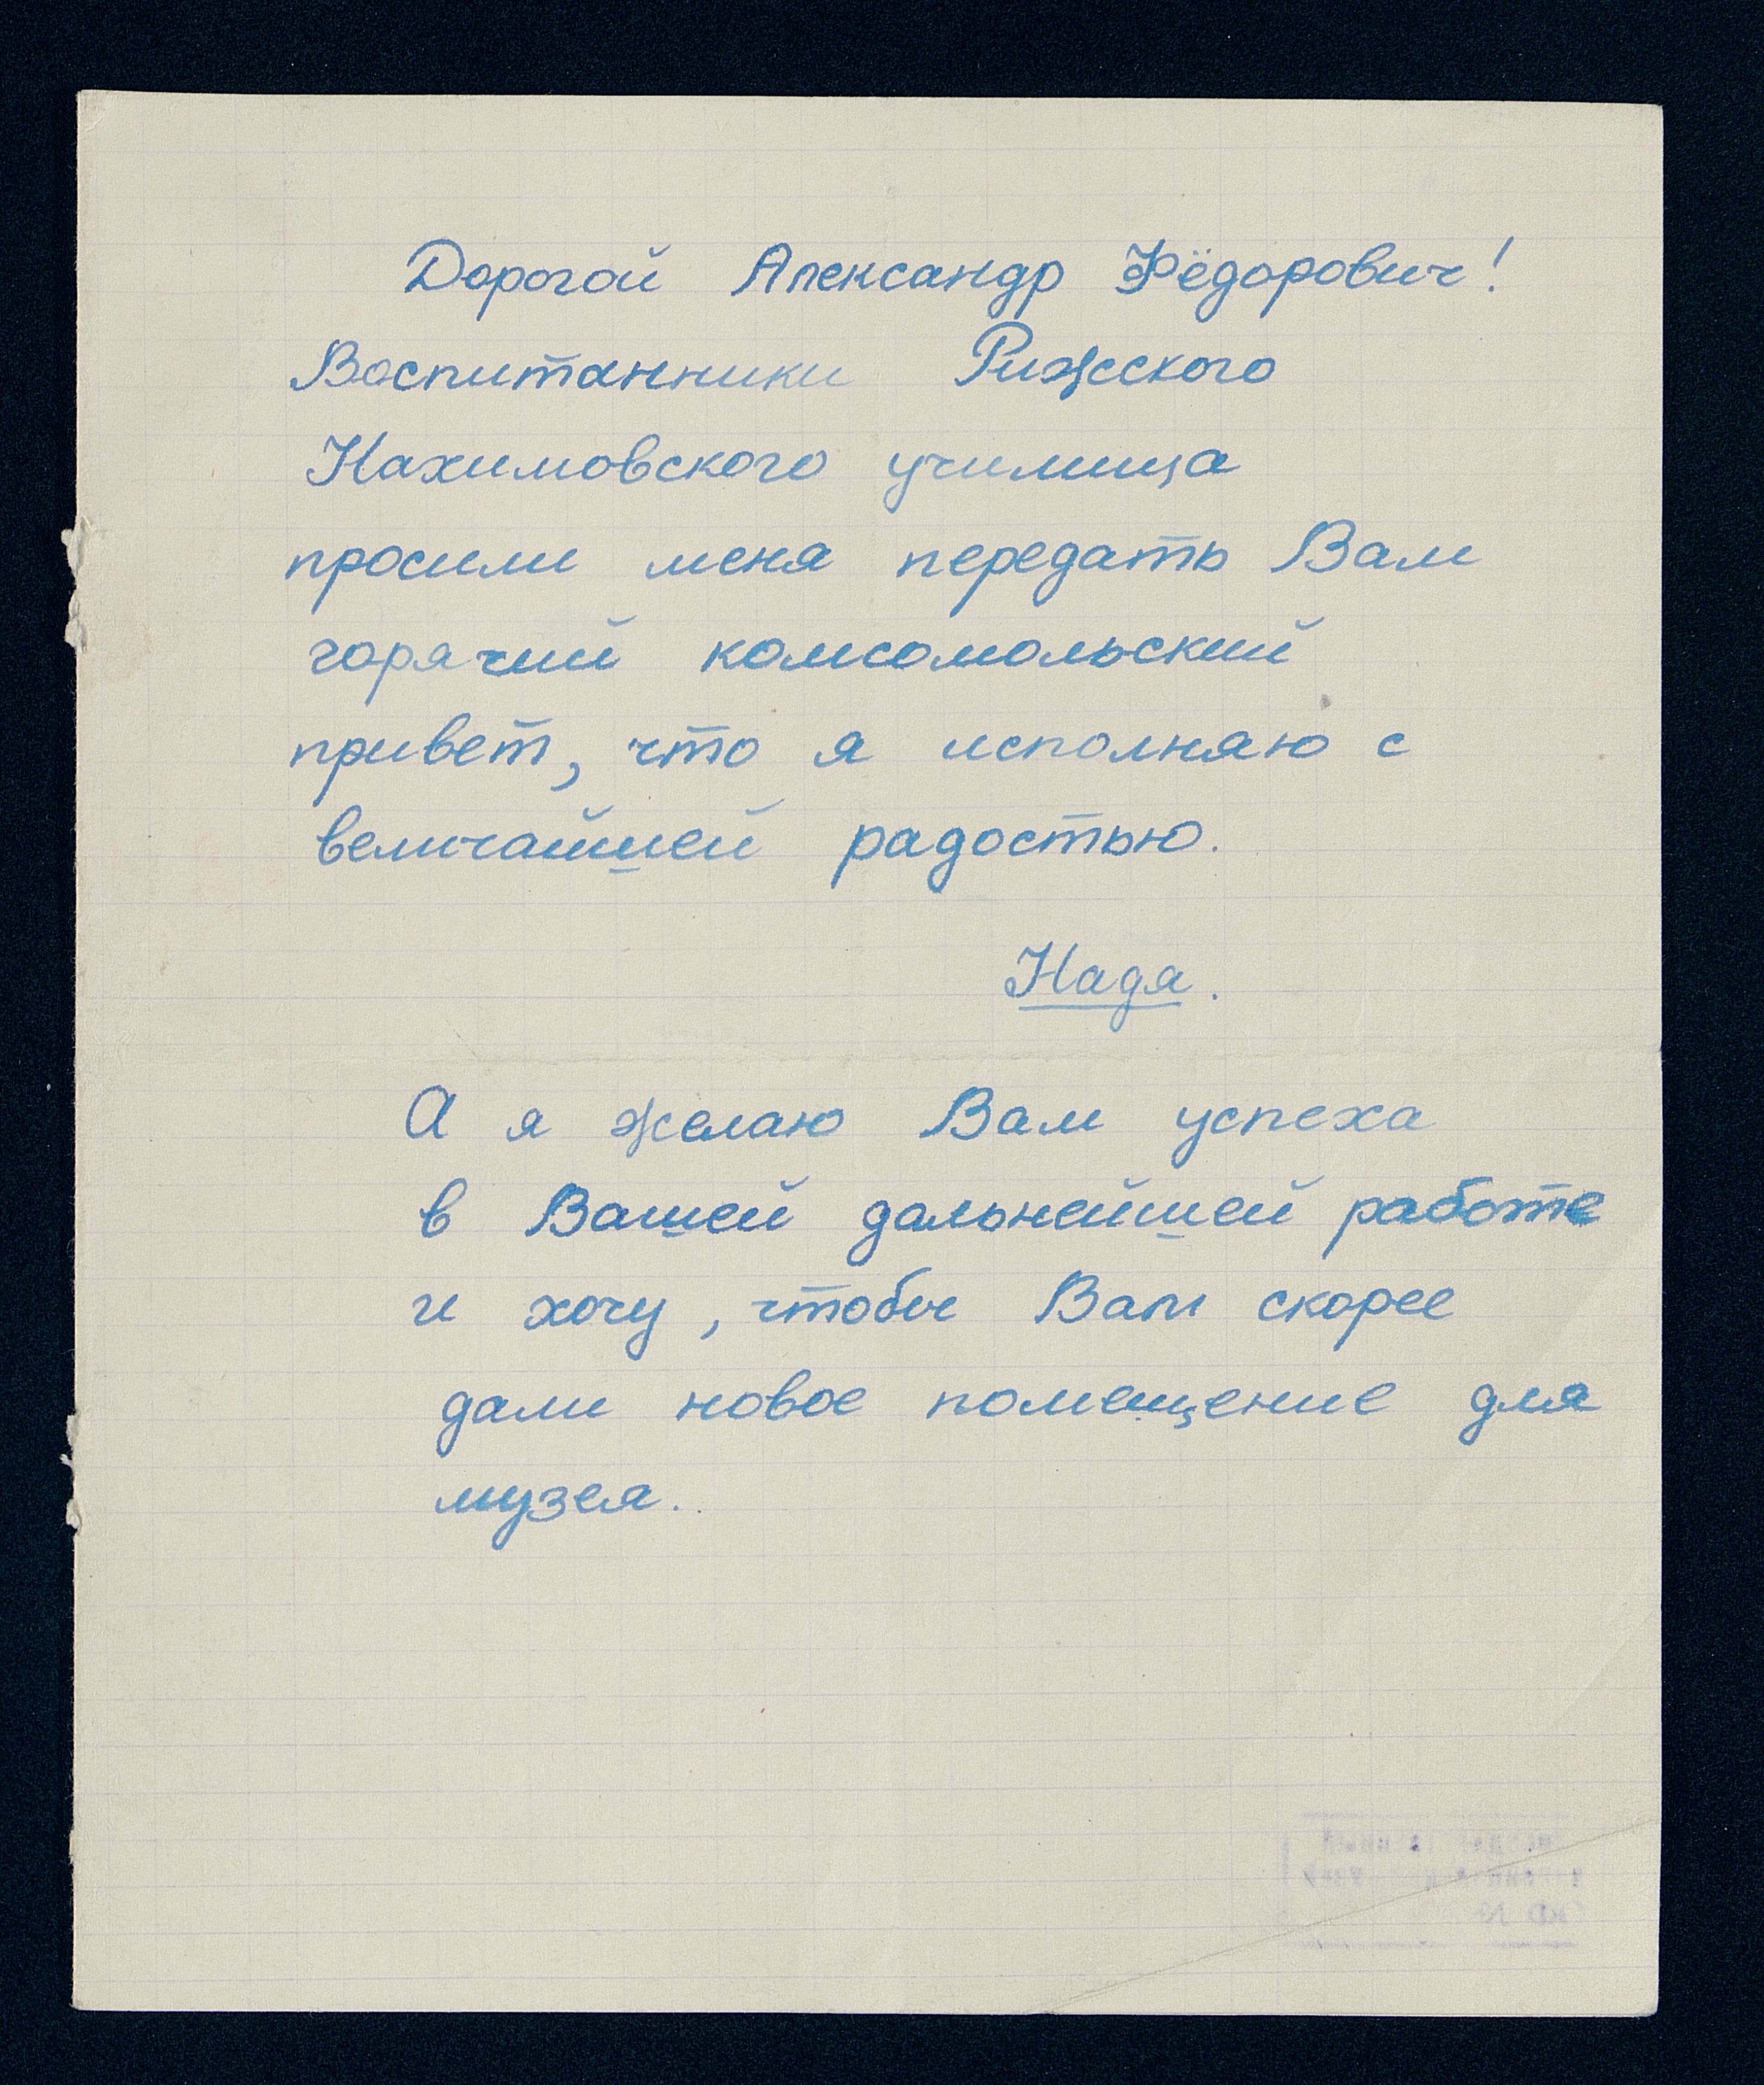 Дорогой Александр Фёдорович!
Воспитанники Рижского
Нахимовского училища
просили меня передать Вам
горячий комсомольский
привет, что я исполняю с
величайшей радостью.
Надя.
А я желаю Вам успеха
в Вашей дальнейшей работе
и хочу, чтобы Вам скорее
дали новое помещение для
музея.